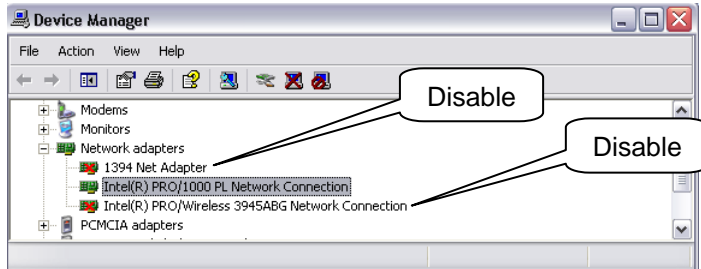 Device Manager
File Action View Help
Disable
Modems
Monitors
Network adapters
Disable
1394 Net Adapter
Intel(R) PRO/1000 PL Network Connection
Intel(R) PRO/Wireless 3945ABG Network Connection
PCMCIA adapters